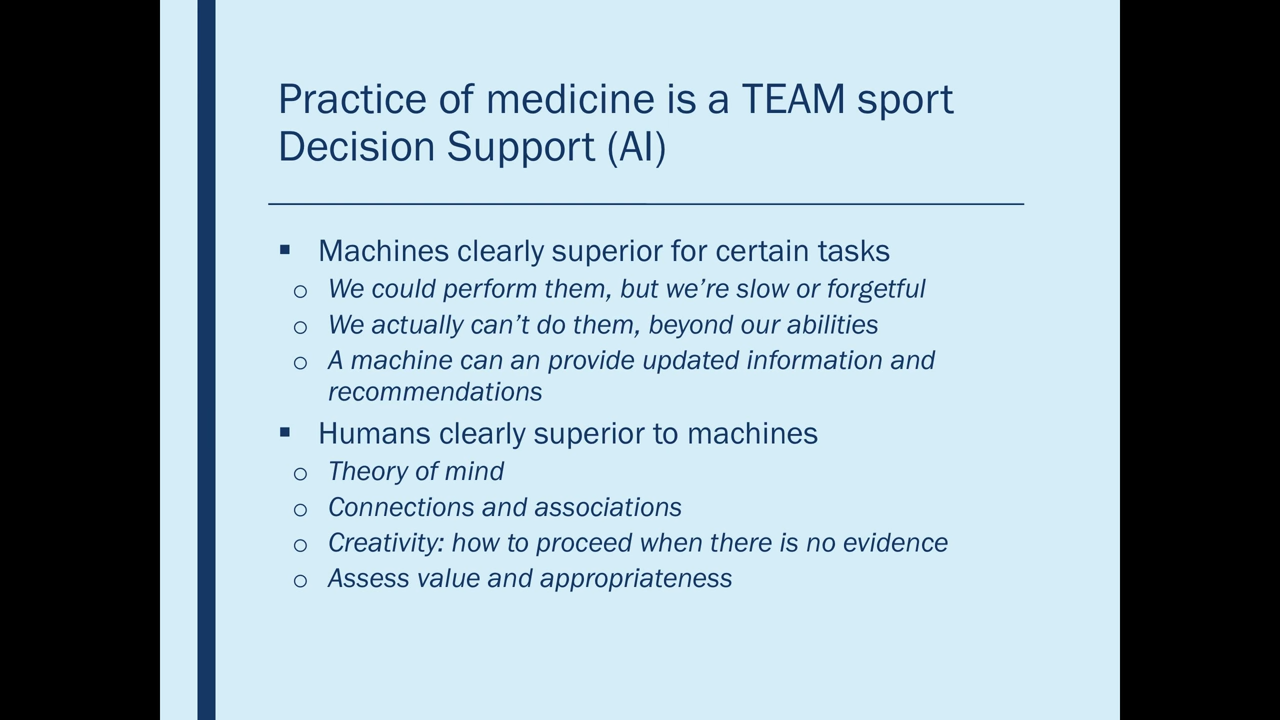 Practice of medicine is a TEAM sport
Decision Support (AI)
▪ Machines clearly superior for certain tasks
o We could perform them, but we’re slow or forgetful
o We actually can’t do them, beyond our abilities
o A machine can an provide updated information and
recommendations
▪ Humans clearly superior to machines
o Theory of mind
o Connections and associations
o Creativity: how to proceed when there is no evidence
o Assess value and appropriateness